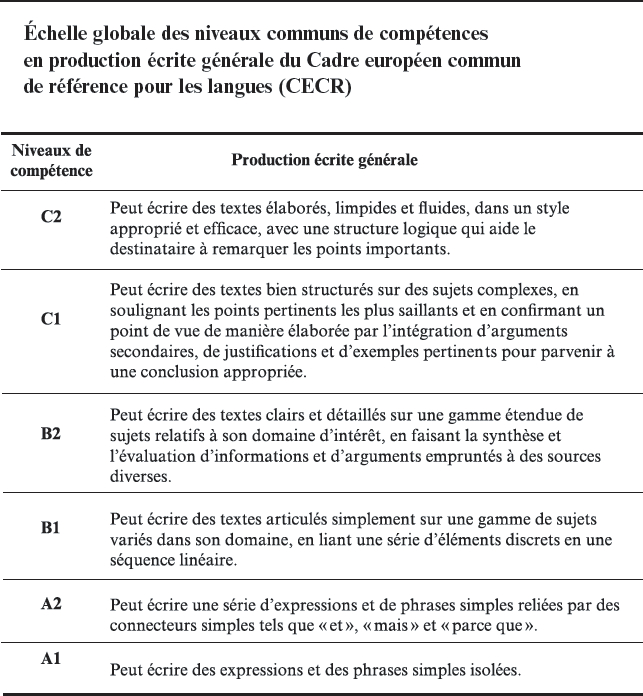 Échelle globale des niveaux communs de compétences
en production écrite générale du Cadre européen commun
de référence pour les langues (CECR)
Niveaux de
compétence
Production écrite générale
C2
Peut écrire des textes élaborés, limpides et fluides, dans un style
approprié et efficace, avec une structure logique qui aide le
destinataire à remarquer les points importants.
C1
Peut écrire des textes bien structurés sur des sujets complexes, en
soulignant les points pertinents les plus saillants et en confirmant un
point de vue de manière élaborée par l'intégration d'arguments
secondaires, de justifications et d'exemples pertinents pour parvenir à
une conclusion appropriée.
B2
Peut écrire des textes clairs et détaillés sur une gamme étendue de
sujets relatifs à son domaine d'intérêt, en faisant la synthèse et
l'évaluation d'informations et d'arguments empruntés à des sources
diverses.
B1
Peut écrire des textes articulés simplement sur une gamme de sujets
variés dans son domaine, en liant une série d'éléments discrets en une
séquence linéaire.
A2
Peut écrire une série d'expressions et de phrases simples reliées par des
connecteurs simples tels que « et », « mais » et « parce que ».
A1
Peut écrire des expressions et des phrases simples isolées.